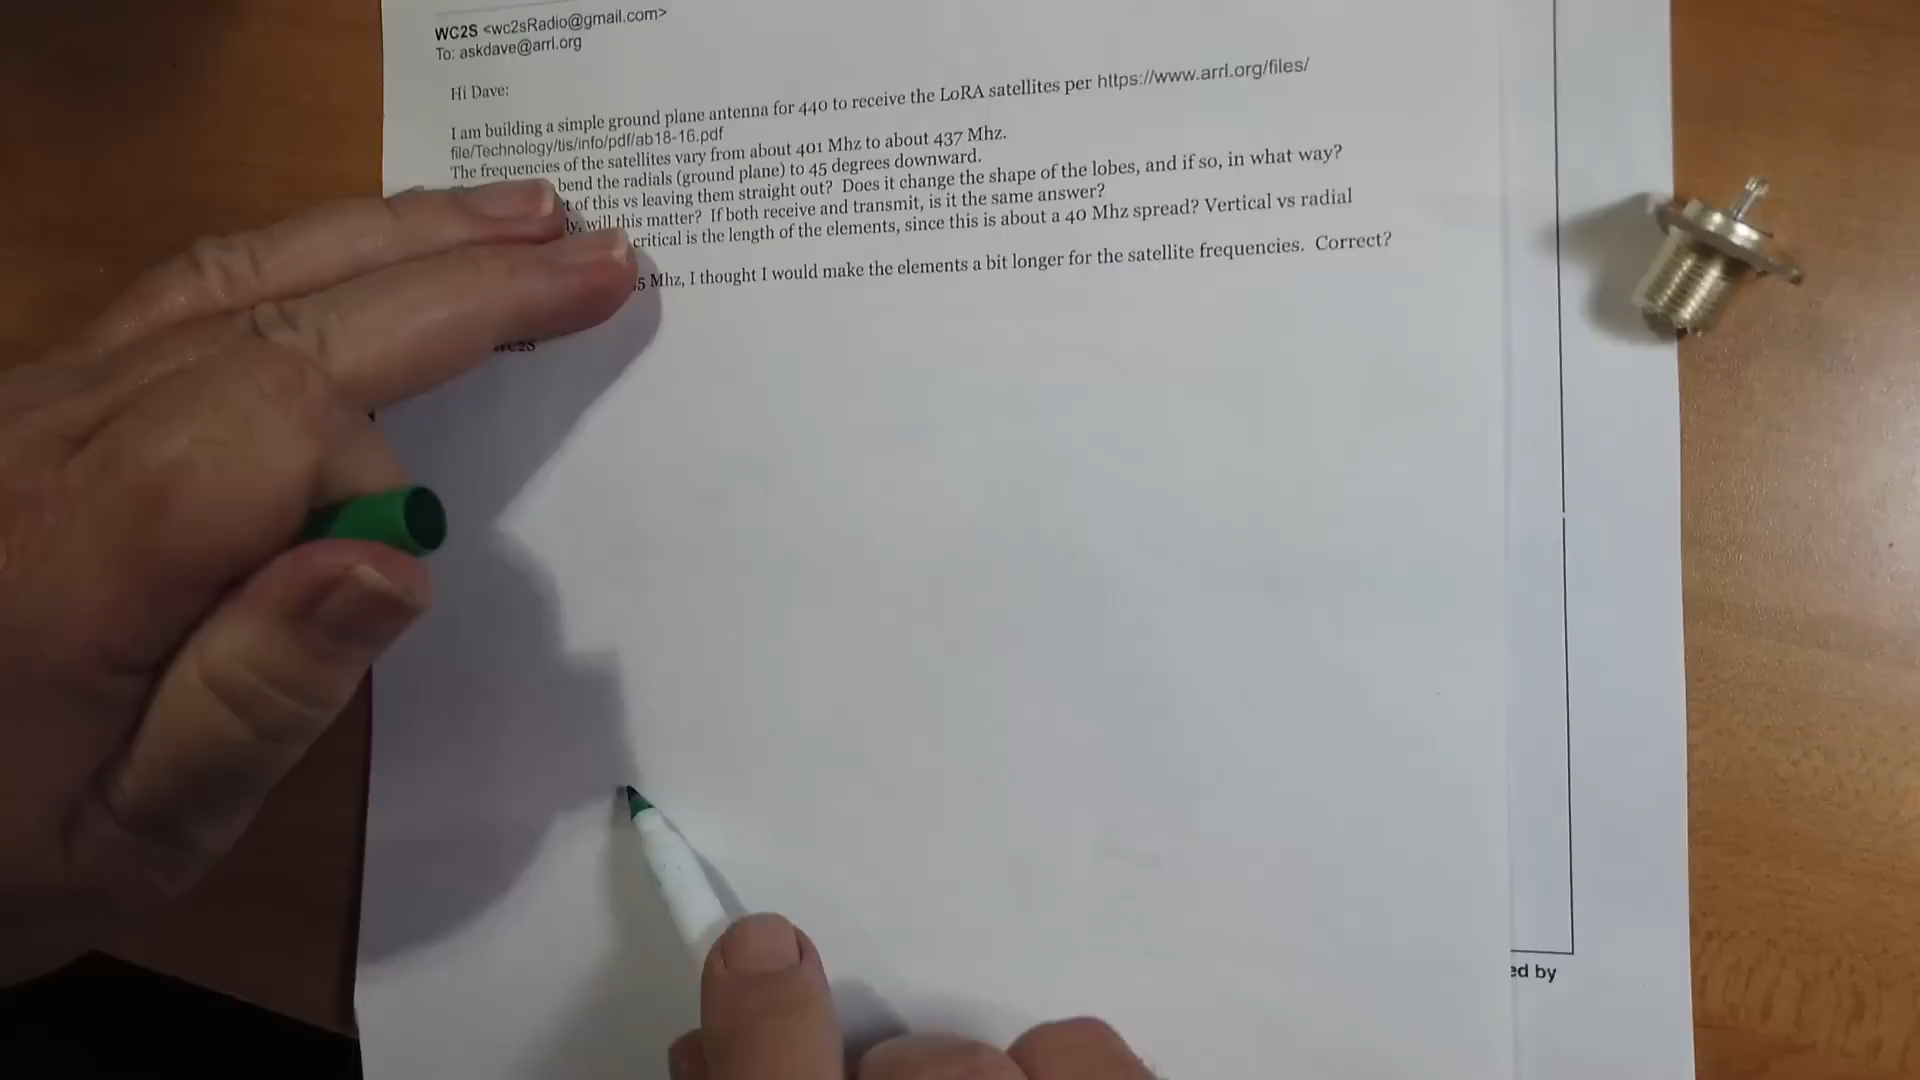 WC2S <wc2sRadio@gmail.com>
To: askdave@arrl.org
Hi Dave:
I am building a simple ground plane antenna for 440 to receive the LoRA satellites per https://www.arrl.org/files/
file/Technology/tis/info/pdf/ab18-16.pdf
The frequencies of the satellites vary from about 401 Mhz to about 437 Mhz.
bend the radials (ground plane) to 45 degrees downward.
of this vs leaving them straight out? Does it change the shape of the lobes, and if so, in what way?
will this matter? If both receive and transmit, is it the same answer?
critical is the length of the elements, since this is about a 40 Mhz spread? Vertical vs radial
5 Mhz, I thought I would make the elements a bit longer for the satellite frequencies. Correct?
WC2S
ed by